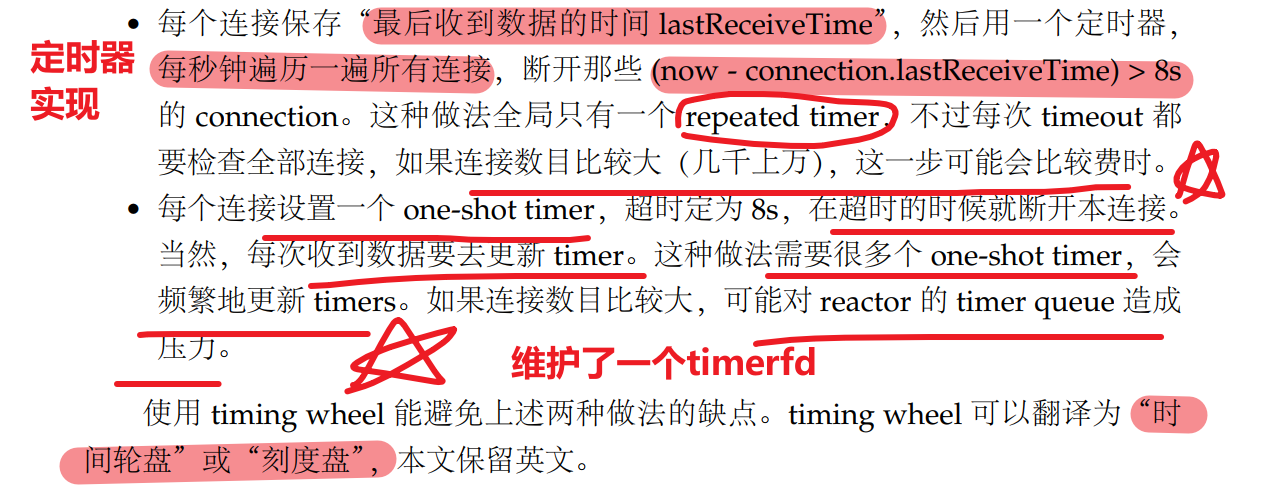 • 每个连接保存“最后收到数据的时间 lastReceiveTime”，然后用一个定时器，
定时器
实现
每秒钟遍历一遍所有连接，断开那些 (now - connection.lastReceiveTime) > 8s
的 connection。这种做法全局只有一个 repeated timer，不过每次 timeout 都
要检查全部连接，如果连接数目比较大（几千上万），这一步可能会比较费时。
• 每个连接设置一个 one-shot timer，超时定为 8s，在超时的时候就断开本连接。
当然，每次收到数据要去更新 timer。这种做法需要很多个 one-shot timer，会
频繁地更新 timers。如果连接数目比较大，可能对 reactor 的 timer queue 造成
压力。
维护了一个timerfd
使用 timing wheel 能避免上述两种做法的缺点。timing wheel 可以翻译为“时
间轮盘”或“刻度盘”，本文保留英文。